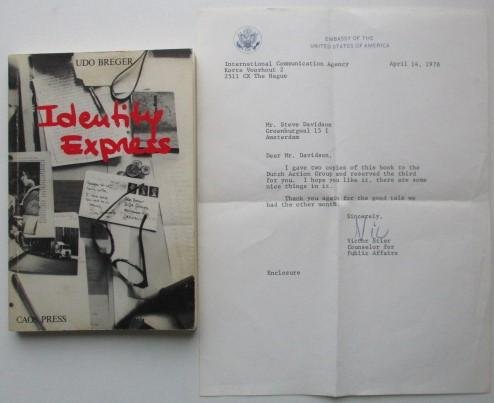 UDO BREGER
Identity
Express
CAOS PRESS
EMBASSY OF THE
UNITED STATES OF AMERICA
International Communication Agency
Korte Voorhout 2
2511 CX The Hague
April 14, 1978
Mr. Steve Davidson
Groenburgwal 15 I
Amsterdam
Dear Mr. Davidson,
I gave two copies of this book to the
Dutch Action Group and reserved the third
for you. I hope you like it, there are some
nice things in it.
Thank you again for the good talk we
had the other month.
Sincerely,
Vic
Victor Stier
Counselor for
Public Affairs
Enclosure